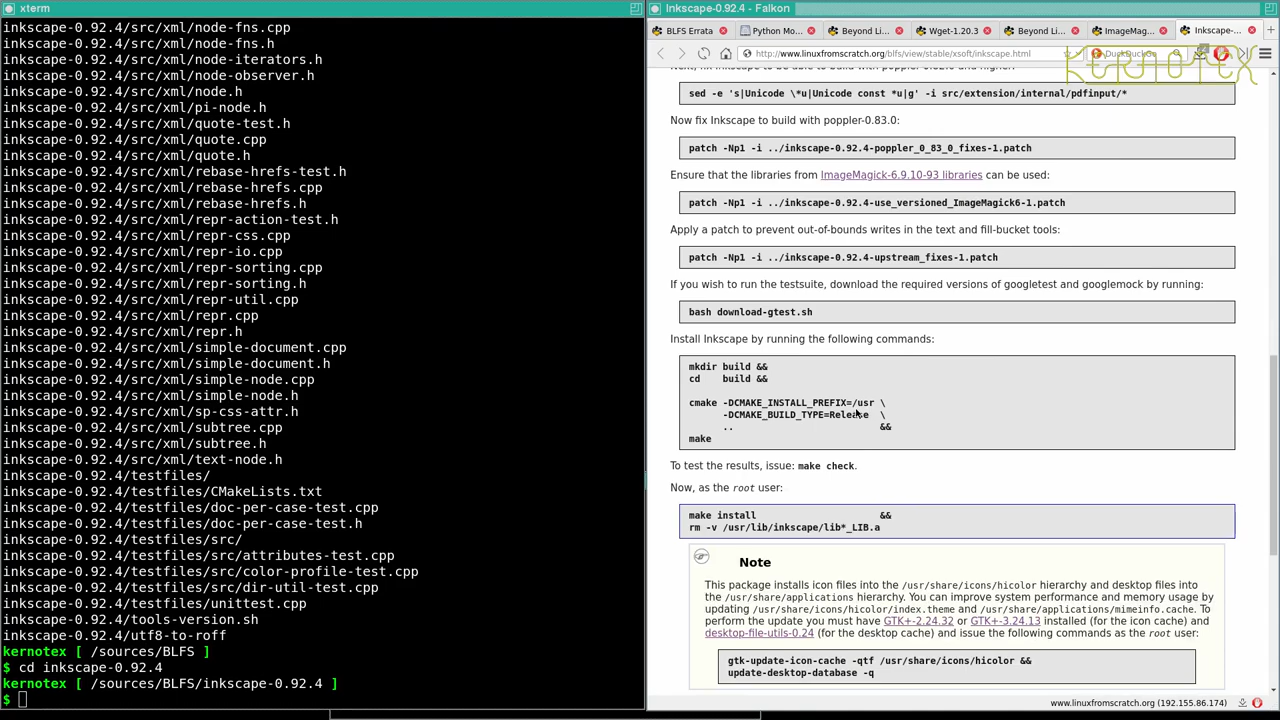 xterm
inkscape-0.92.4/src/xml/node-fns.cpp
inkscape-0.92.4/src/xml/node-fns.h
inkscape-0.92.4/src/xml/node-iterators.h
inkscape-0.92.4/src/xml/node-observer.h
inkscape-0.92.4/src/xml/node.h
inkscape-0.92.4/src/xml/pi-node.h
inkscape-0.92.4/src/xml/quote-test.h
inkscape-0.92.4/src/xml/quote.cpp
inkscape-0.92.4/src/xml/quote.h
inkscape-0.92.4/src/xml/rebase-hrefs-test.h
inkscape-0.92.4/src/xml/rebase-hrefs.cpp
inkscape-0.92.4/src/xml/rebase-hrefs.h
inkscape-0.92.4/src/xml/repr-action-test.h
inkscape-0.92.4/src/xml/repr-css.cpp
inkscape-0.92.4/src/xml/repr-io.cpp
inkscape-0.92.4/src/xml/repr-sorting.cpp
inkscape-0.92.4/src/xml/repr-sorting.h
inkscape-0.92.4/src/xml/repr-util.cpp
inkscape-0.92.4/src/xml/repr.cpp
inkscape-0.92.4/src/xml/repr.h
inkscape-0.92.4/src/xml/simple-document.cpp
inkscape-0.92.4/src/xml/simple-document.h
inkscape-0.92.4/src/xml/simple-node.cpp
inkscape-0.92.4/src/xml/simple-node.h
inkscape-0.92.4/src/xml/sp-css-attr.h
inkscape-0.92.4/src/xml/subtree.cpp
inkscape-0.92.4/src/xml/subtree.h
inkscape-0.92.4/src/xml/text-node.h
inkscape-0.92.4/testfiles/
inkscape-0.92.4/testfiles/CMakeLists.txt
inkscape-0.92.4/testfiles/doc-per-case-test.cpp
inkscape-0.92.4/testfiles/doc-per-case-test.h
inkscape-0.92.4/testfiles/src/
inkscape-0.92.4/testfiles/src/attributes-test.cpp
inkscape-0.92.4/testfiles/src/color-profile-test.cpp
inkscape-0.92.4/testfiles/src/dir-util-test.cpp
inkscape-0.92.4/testfiles/unittest.cpp
inkscape-0.92.4/tools-version.sh
inkscape-0.92.4/utf8-to-roff
kernotex [ /sources/BLFS ]
$ cd inkscape-0.92.4
kernotex [ /sources/BLFS/inkscape-0.92.4 ]
$
Inkscape-0.92.4 - Falkon
BLFS Errata
Python Mo...
Beyond Li...
Wget-1.20.3
Beyond Li...
ImageMag...
Inkscape-...
http://www.linuxfromscratch.org/blfs/view/stable/xsoft/inkscape.html
DuckDuckGo
KERNOTEX
sed -e 's|Unicode \*u|Unicode const *u|g' -i src/extension/internal/pdfinput/*
Now fix Inkscape to build with poppler-0.83.0:
patch -Np1 -i ../inkscape-0.92.4-poppler_0_83_0_fixes-1.patch
Ensure that the libraries from ImageMagick-6.9.10-93 libraries can be used:
patch -Np1 -i ../inkscape-0.92.4-use_versioned_ImageMagick6-1.patch
Apply a patch to prevent out-of-bounds writes in the text and fill-bucket tools:
patch -Np1 -i ../inkscape-0.92.4-upstream_fixes-1.patch
If you wish to run the testsuite, download the required versions of googletest and googlemock by running:
bash download-gtest.sh
Install Inkscape by running the following commands:
mkdir build &&
cd    build &&
cmake -DCMAKE_INSTALL_PREFIX=/usr \
-DCMAKE_BUILD_TYPE=Release  \
..                          &&
make
To test the results, issue: make check.
Now, as the root user:
make install                      &&
rm -v /usr/lib/inkscape/lib*_LIB.a
Note
This package installs icon files into the /usr/share/icons/hicolor hierarchy and desktop files into
the /usr/share/applications hierarchy. You can improve system performance and memory usage by
updating /usr/share/icons/hicolor/index.theme and /usr/share/applications/mimeinfo.cache. To
perform the update you must have GTK+-2.24.32 or GTK+-3.24.13 installed (for the icon cache) and
desktop-file-utils-0.24 (for the desktop cache) and issue the following commands as the root user:
gtk-update-icon-cache -qtf /usr/share/icons/hicolor &&
update-desktop-database -q
www.linuxfromscratch.org (192.155.86.174)